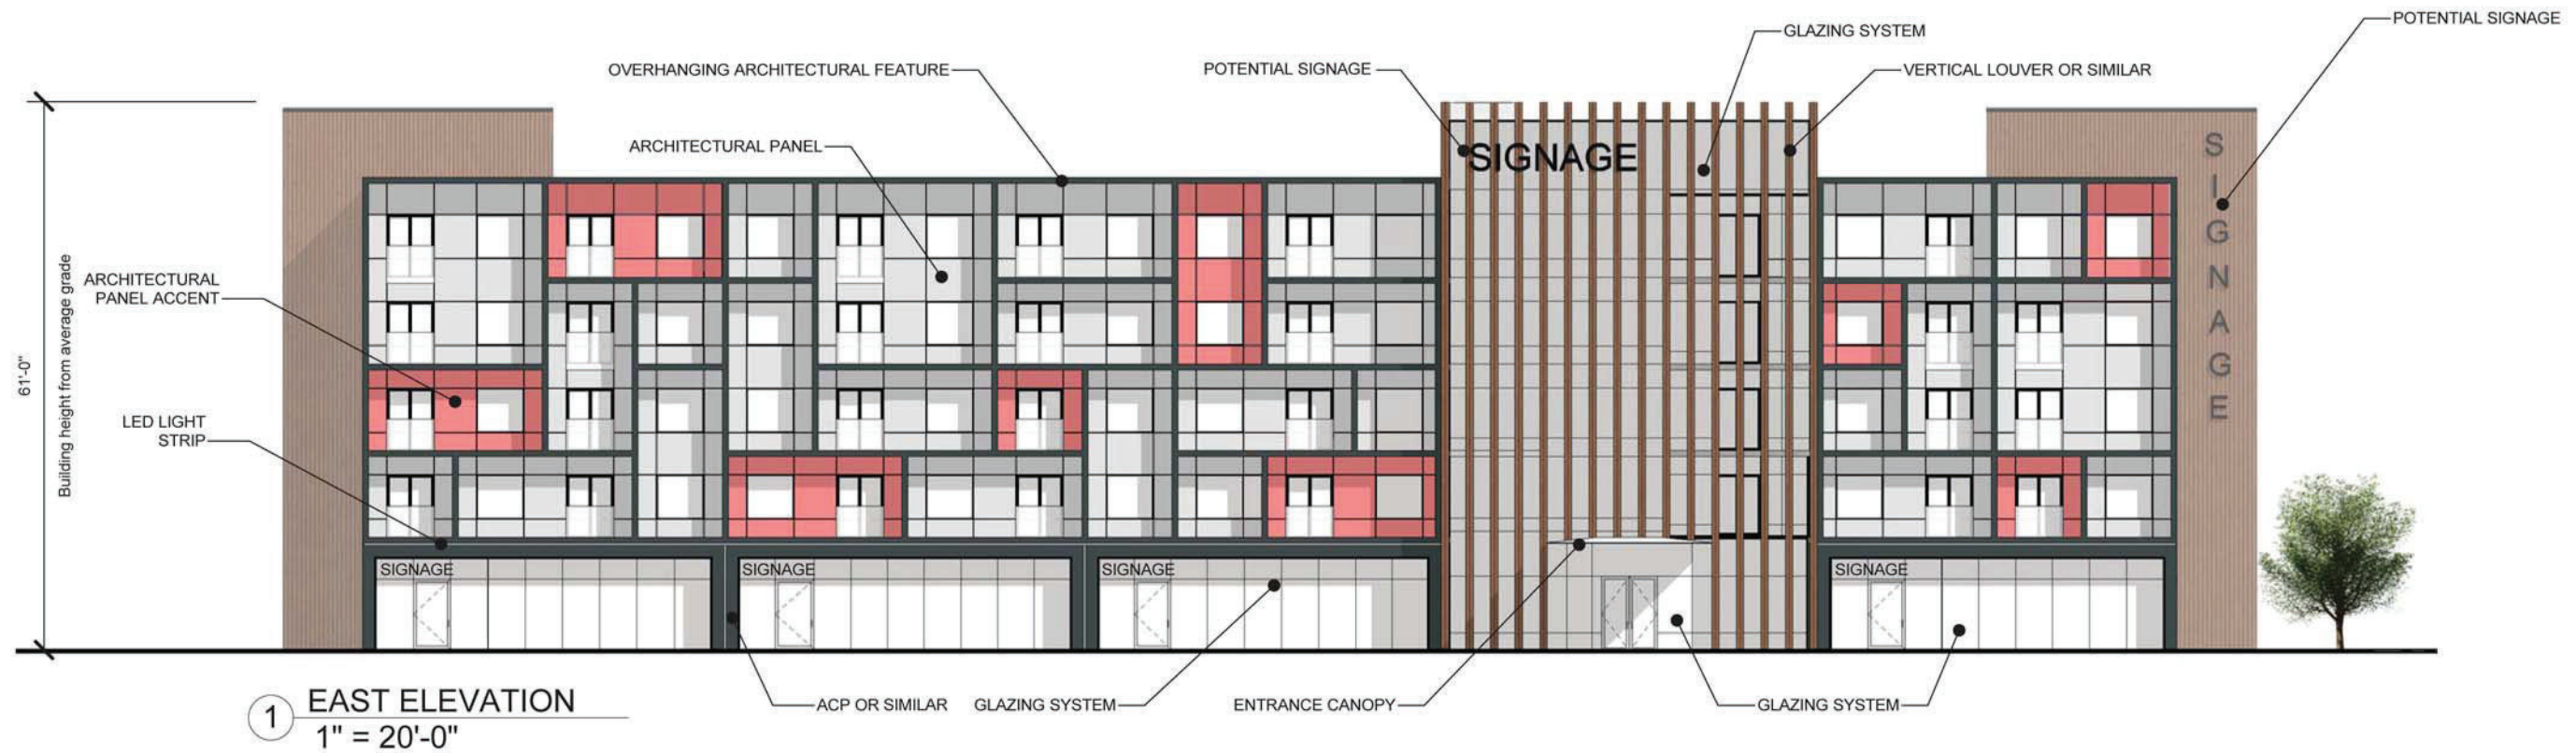 POTENTIAL SIGNAGE
GLAZING SYSTEM
OVERHANGING ARCHITECTURAL FEATURE
POTENTIAL SIGNAGE
VERTICAL LOUVER OR SIMILAR
ARCHITECTURAL PANEL
SIGNAGE
SIGNAGE
ARCHITECTURAL
PANEL ACCENT
61'-0"
Building height from average grade
LED LIGHT
STRIP
SIGNAGE
SIGNAGE
SIGNAGE
SIGNAGE
ACP OR SIMILAR
GLAZING SYSTEM
ENTRANCE CANOPY
GLAZING SYSTEM
1
EAST ELEVATION
1" = 20'-0"